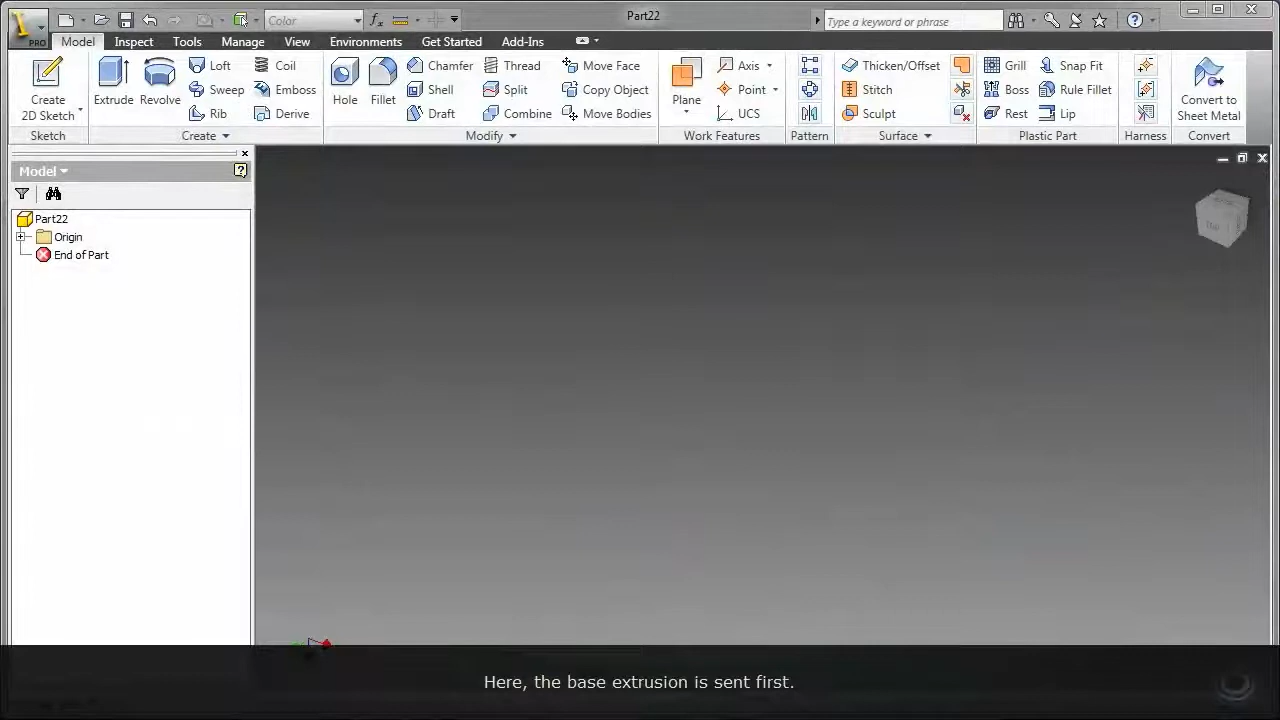 Part22
Color
Type a keyword or phrase
PRO
Model
Inspect
Tools
Manage
View
Environments
Get Started
Add-Ins
Create
2D Sketch
Extrude
Revolve
Loft
Sweep
Rib
Coil
Emboss
Derive
Hole
Fillet
Chamfer
Shell
Draft
Thread
Split
Combine
Move Face
Copy Object
Move Bodies
Plane
Axis
Point
UCS
Thicken/Offset
Stitch
Sculpt
Grill
Boss
Rest
Snap Fit
Rule Fillet
Lip
Convert to
Sheet Metal
Sketch
Create
Modify
Work Features
Pattern
Surface
Plastic Part
Harness
Convert
Model
Part22
Origin
End of Part
Here, the base extrusion is sent first.